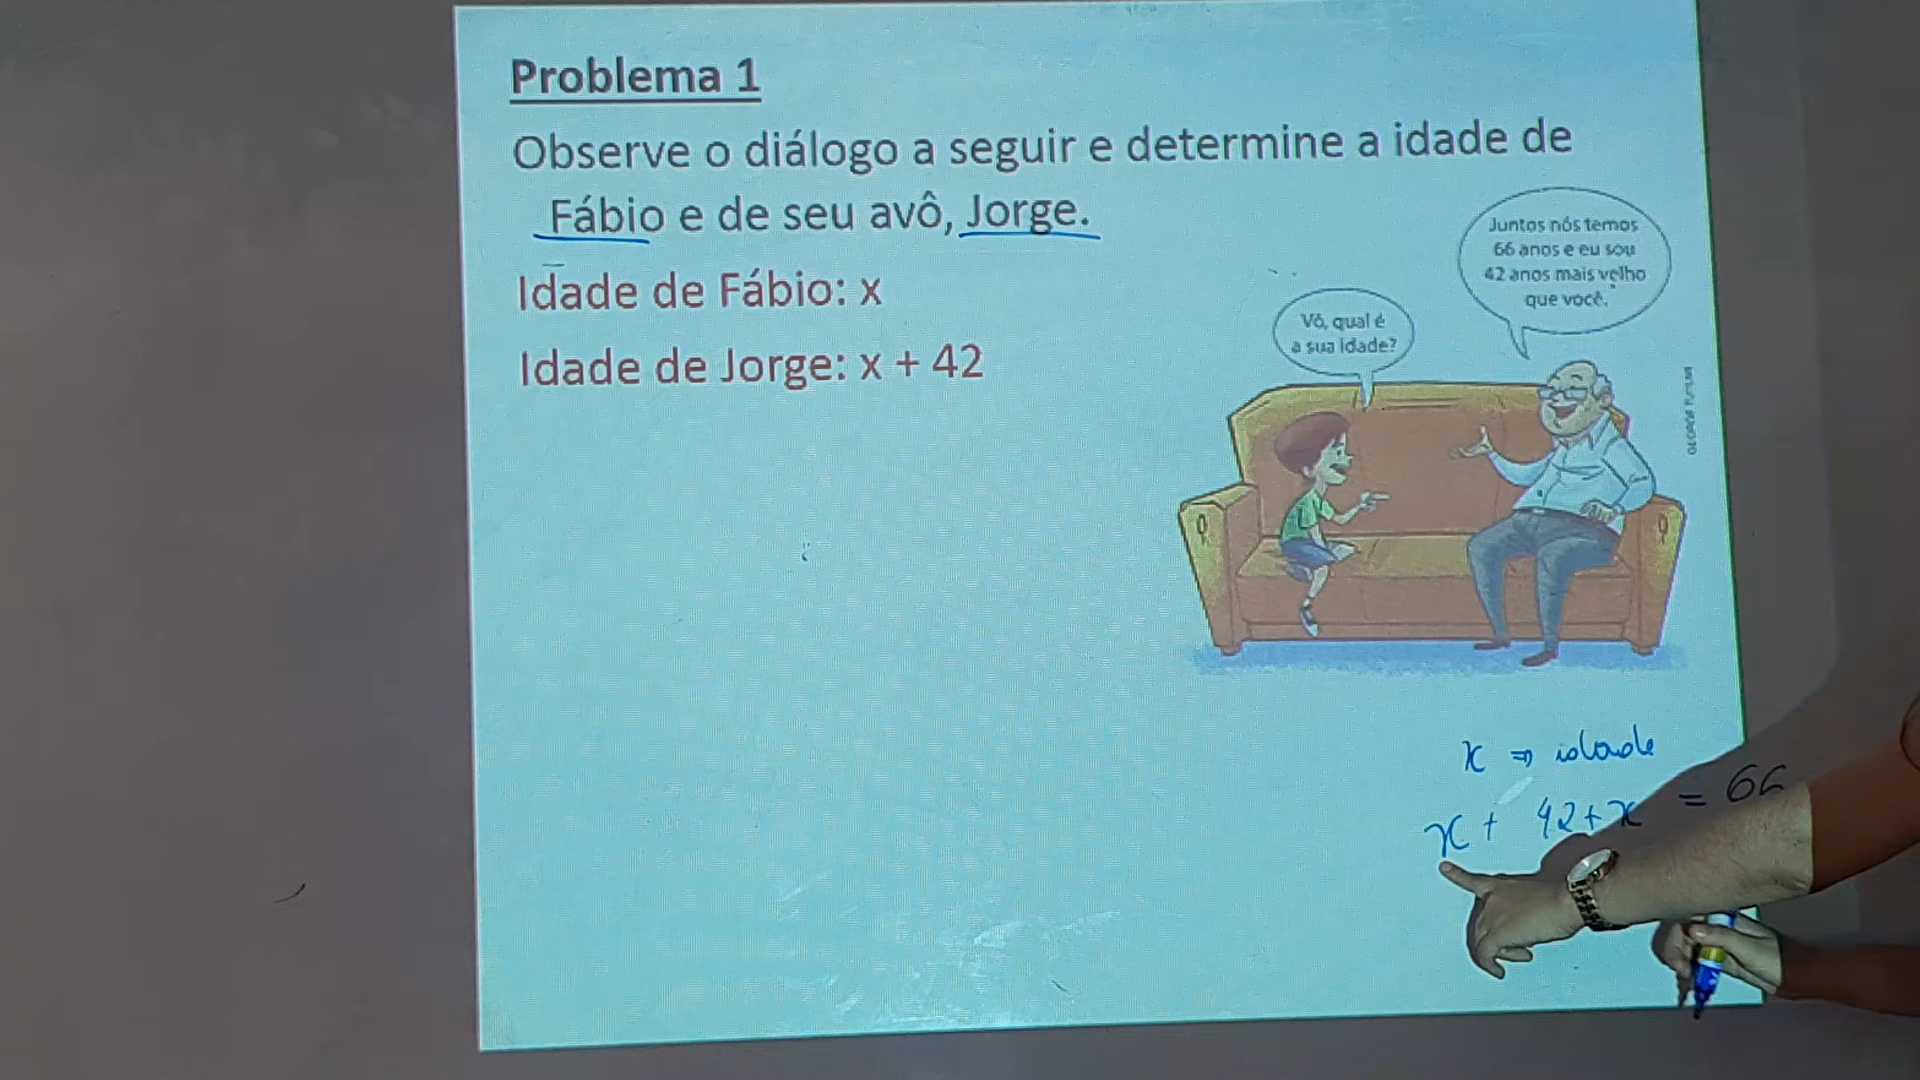 Problema 1
Observe o diálogo a seguir e determine a idade de
Fábio e de seu avô, Jorge.
Idade de Fábio: x
Idade de Jorge: x + 42
Juntos nós temos
66 anos e eu sou
42 anos mais velho
que você.
Vô, qual é
a sua idade?
x ⇒ idade
x + 42+x = 66